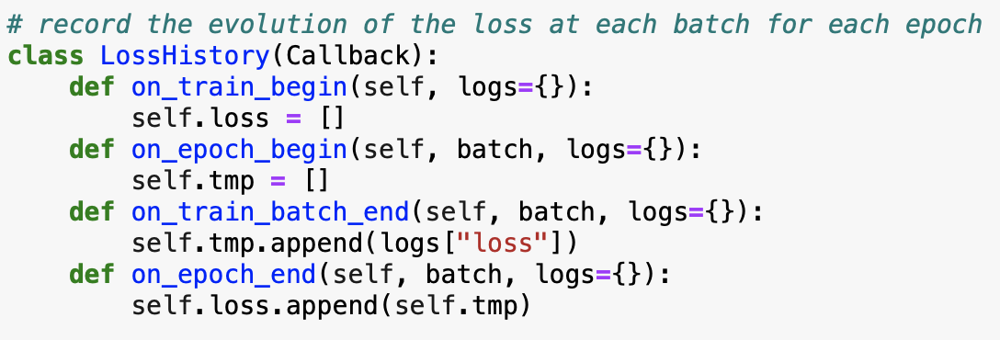 # record the evolution of the loss at each batch for each epoch
class LossHistory(Callback):
    def on_train_begin(self, logs={}):
        self.loss = []
    def on_epoch_begin(self, batch, logs={}):
        self.tmp = []
    def on_train_batch_end(self, batch, logs={}):
        self.tmp.append(logs["loss"])
    def on_epoch_end(self, batch, logs={}):
        self.loss.append(self.tmp)